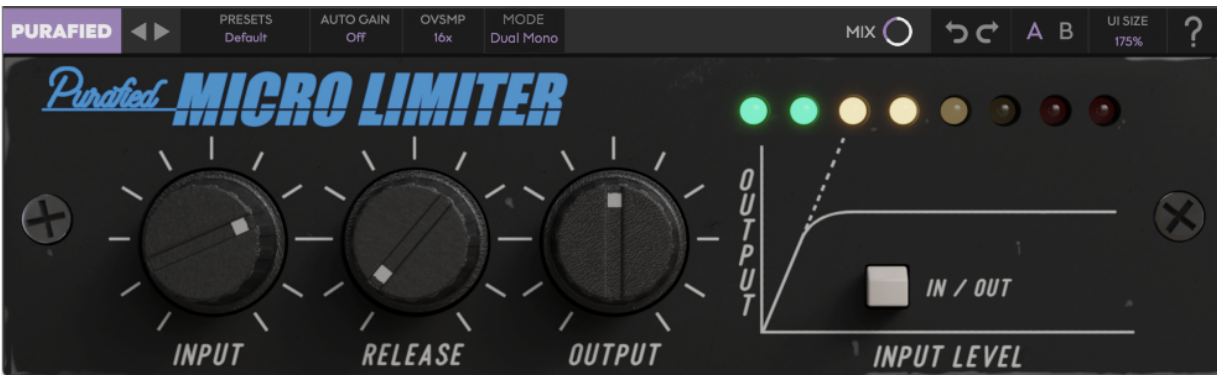 PURAFIED
PRESETS
Default
AUTO GAIN
Off
OVSMP
16x
MODE
Dual Mono
MIX
A B
UI SIZE
175%
?
Purafied MICRO LIMITER
OUTPUT
IN / OUT
INPUT
RELEASE
OUTPUT
INPUT LEVEL